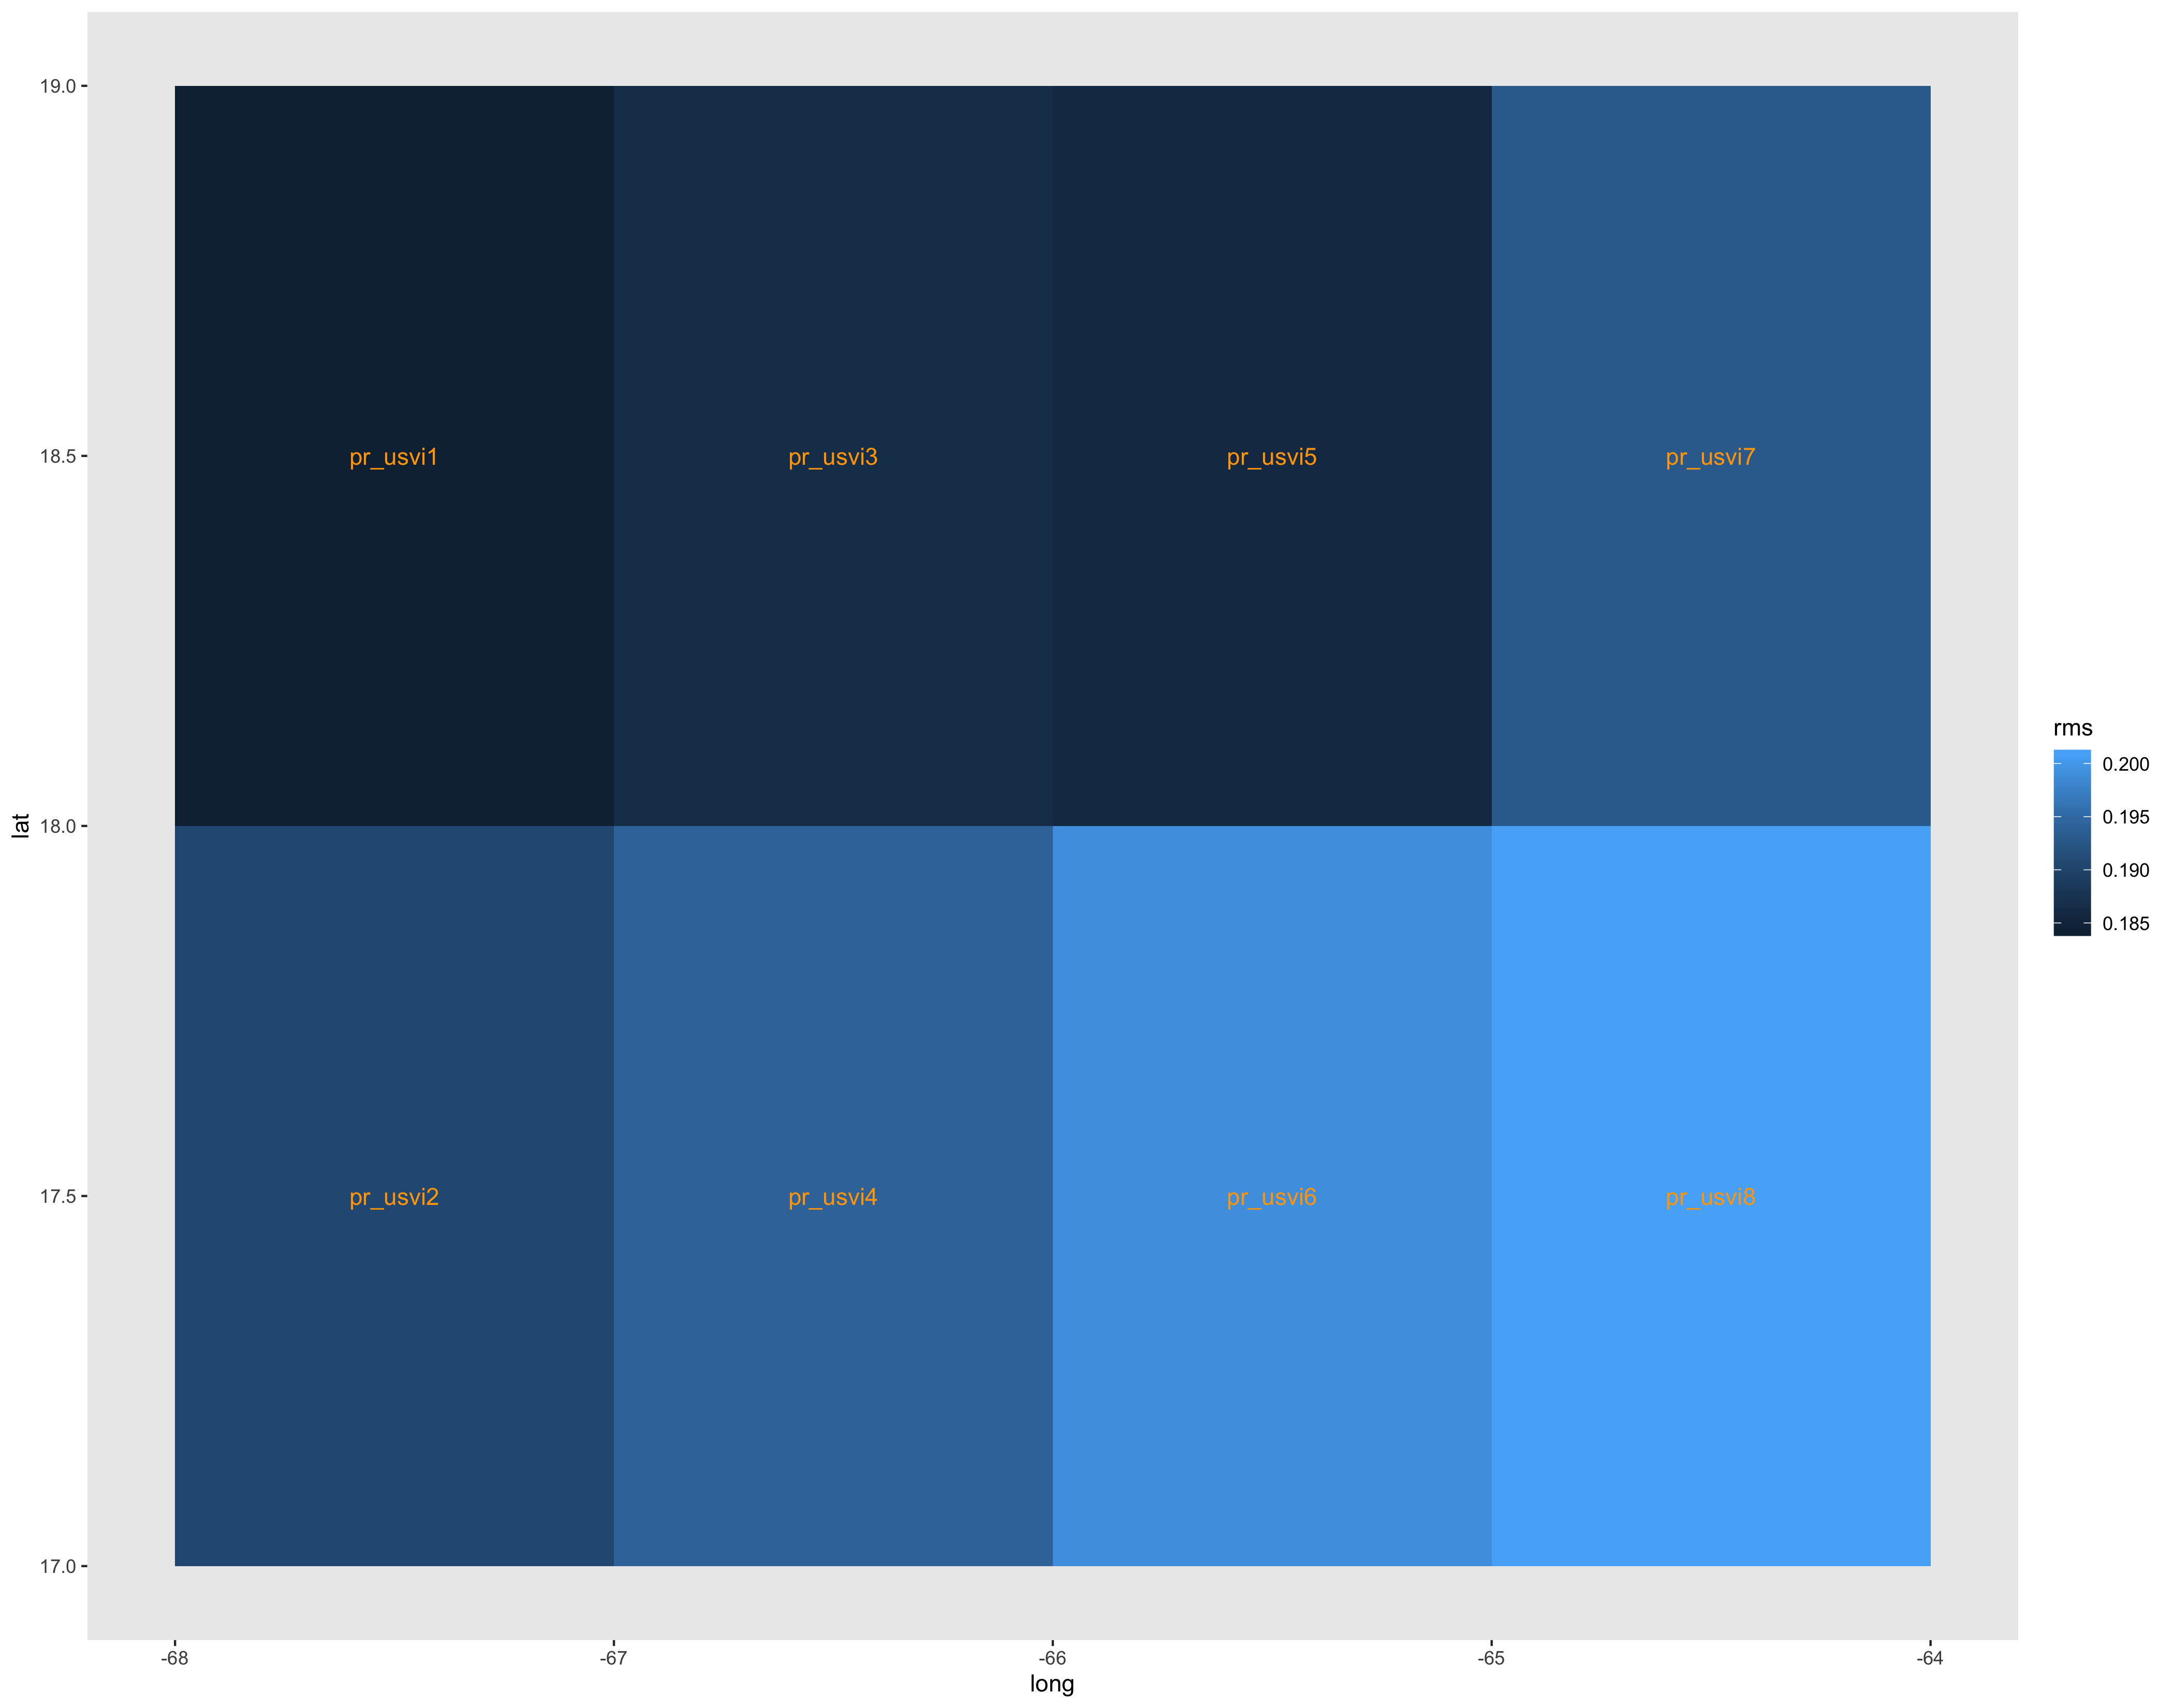 19.0
18.5
18.0
17.5
17.0
lat
pr_usvi1 pr_usvi3 pr_usvi5 pr_usvi7
pr_usvi2 pr_usvi4 pr_usvi6 pr_usvi8
-68 -67 -66 -65 -64
long
rms
0.200
0.195
0.190
0.185